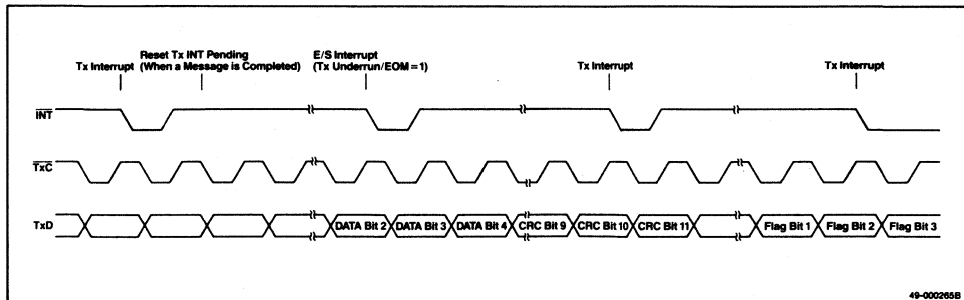 Tx Interrupt
Reset Tx INT Pending
(When a Message is Completed)
E/S Interrupt
(Tx Underrun/EOM = 1)
Tx Interrupt
Tx Interrupt
INT
TxC
TxD
DATA Bit 2 DATA Bit 3 DATA Bit 4 CRC Bit 9 CRC Bit 10 CRC Bit 11 Flag Bit 1 Flag Bit 2 Flag Bit 3
49-000265B